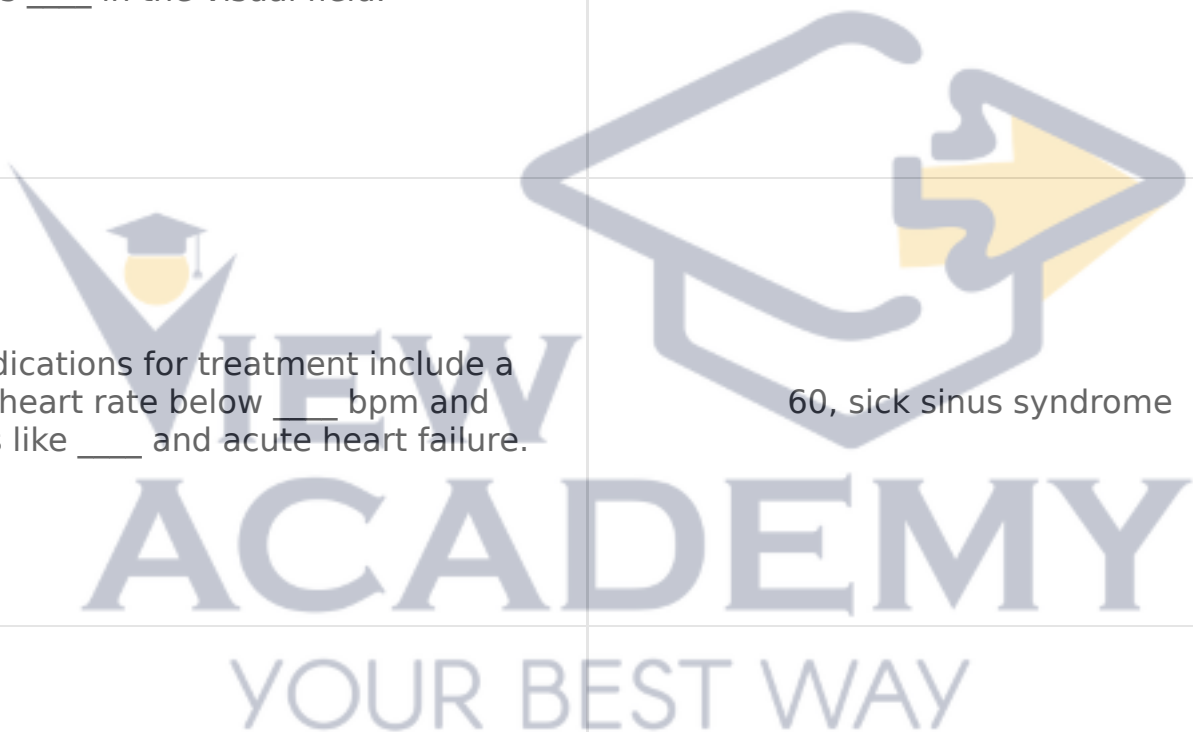 in the visual field.
dications for treatment include a
heart rate below ____ bpm and
s like ____ and acute heart failure.
60, sick sinus syndrome
VIEW
ACADEMY
YOUR BEST WAY